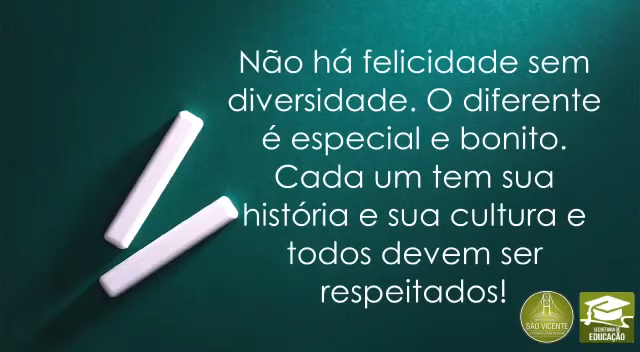 Não há felicidade sem
diversidade. O diferente
é especial e bonito.
Cada um tem sua
história e sua cultura e
todos devem ser
respeitados!
SÃO VICENTE
SECRETARIA DE
EDUCAÇÃO